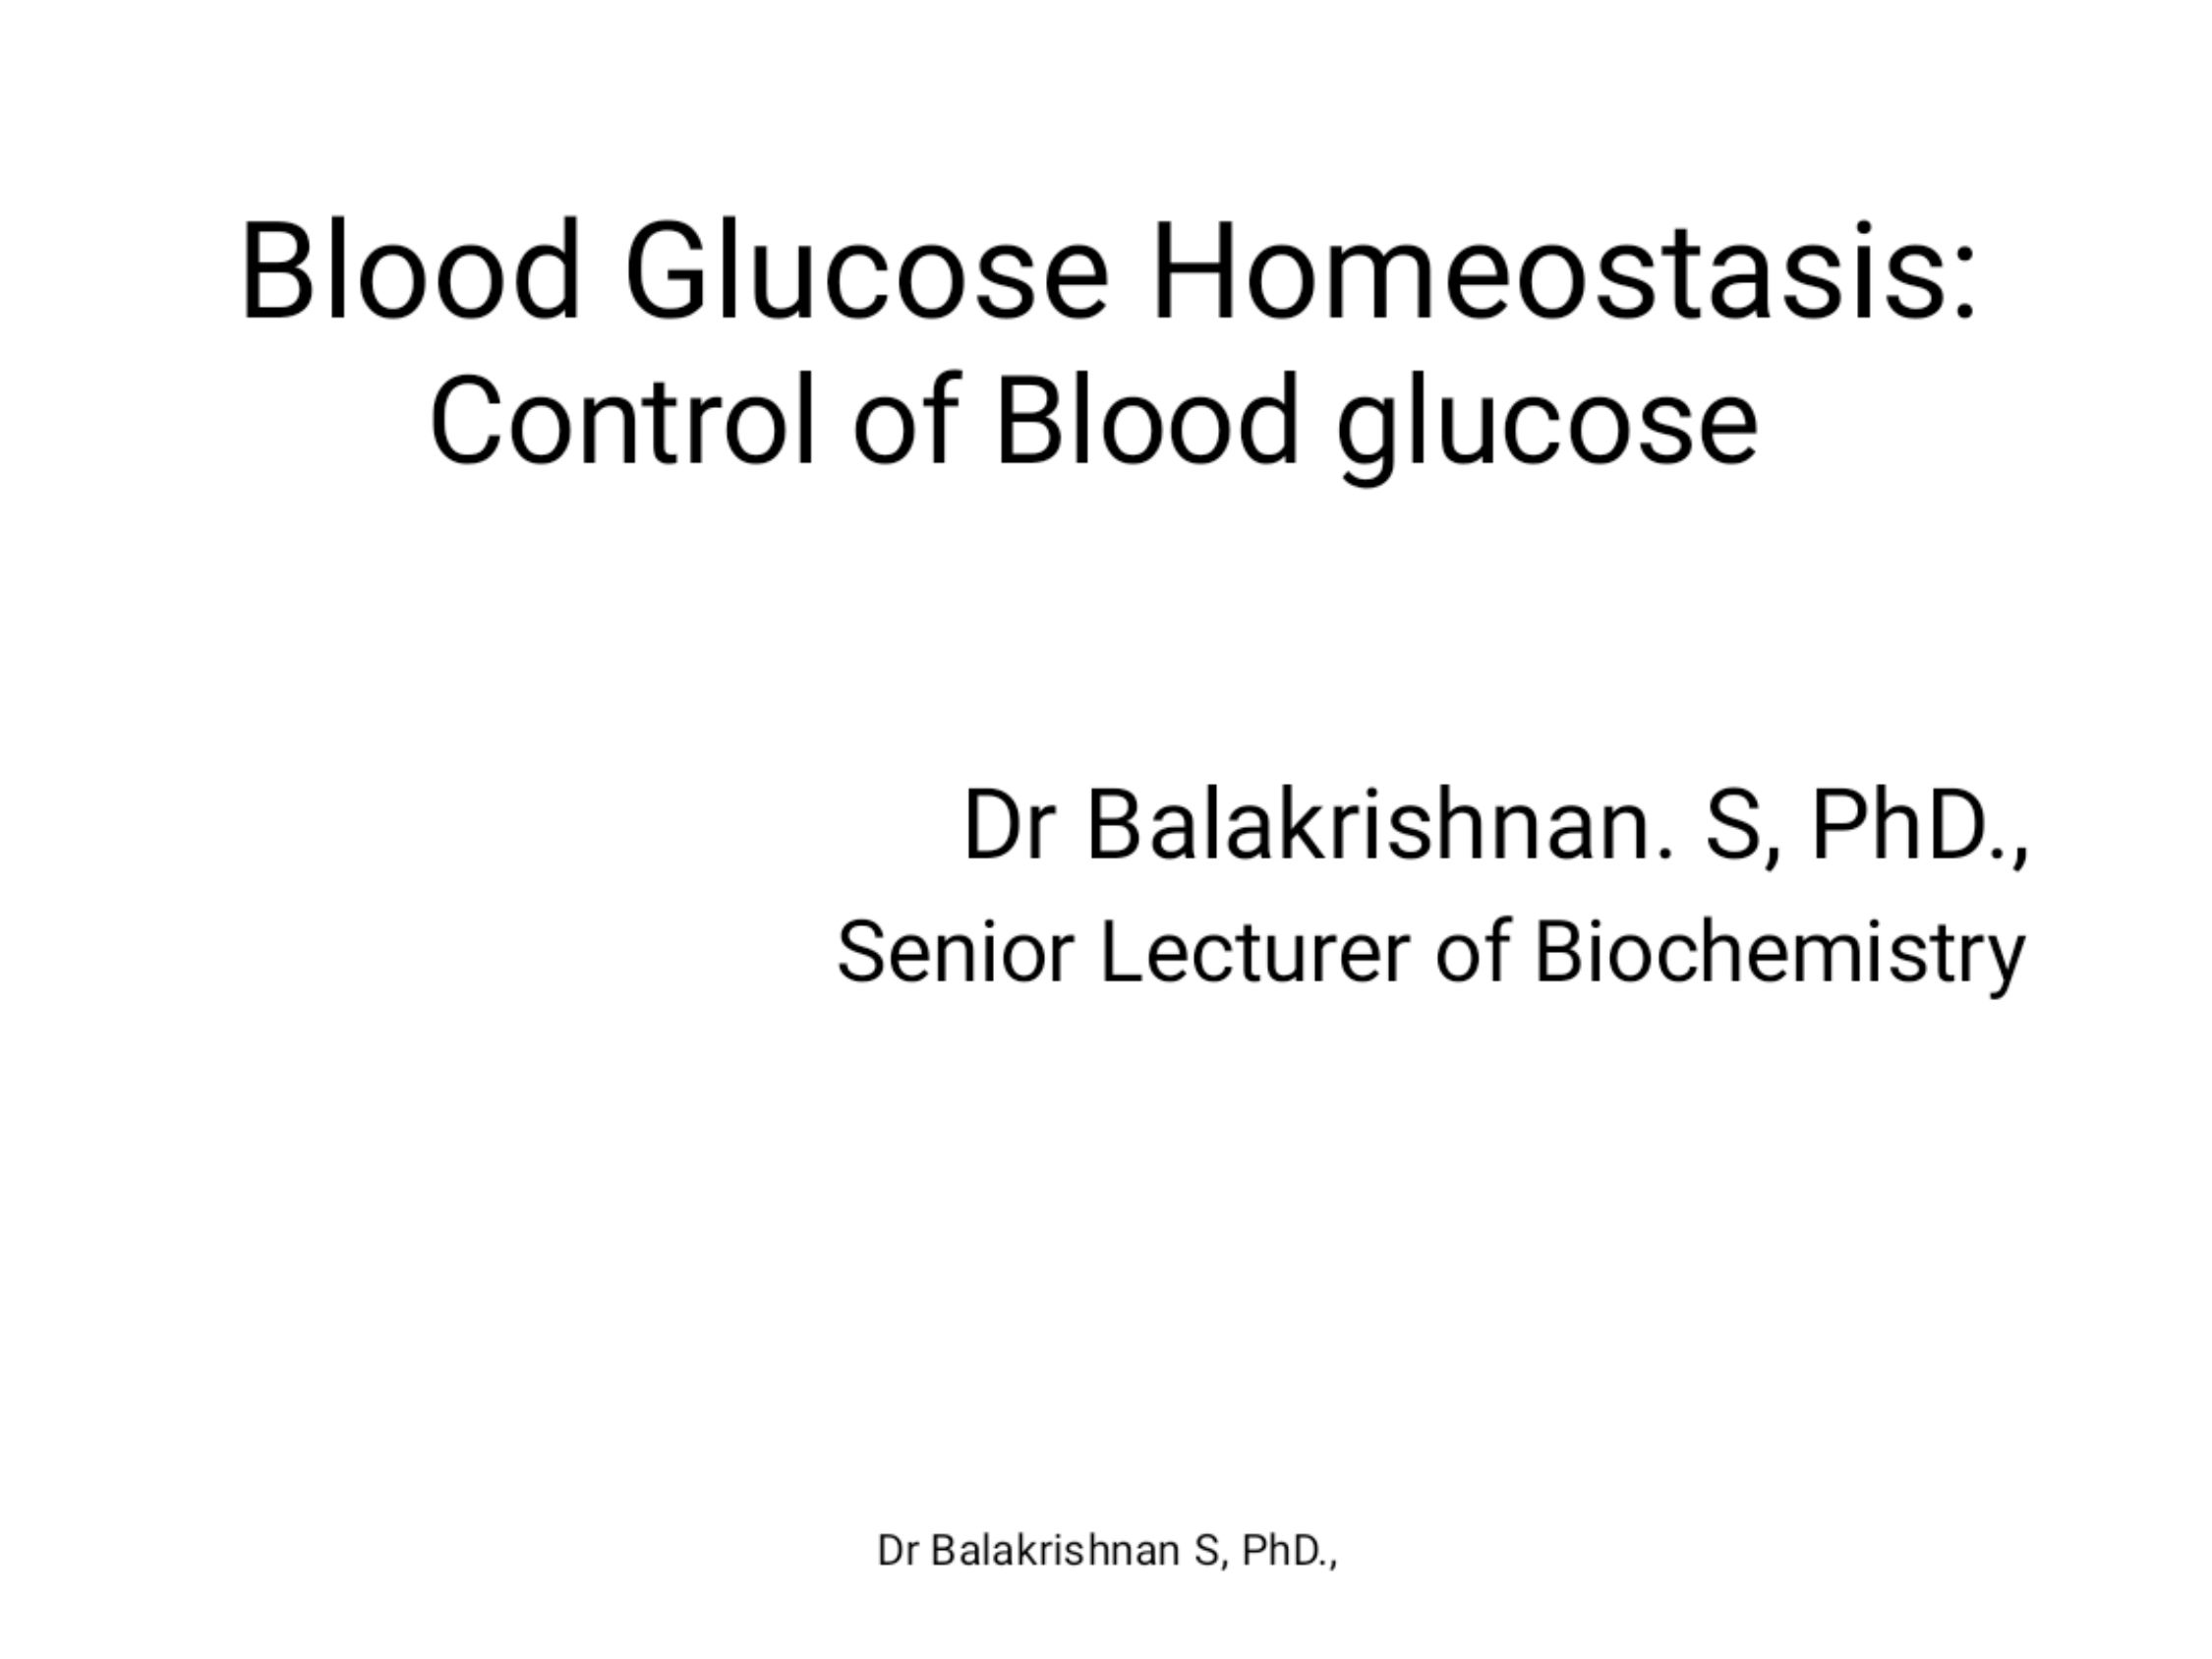 Blood Glucose Homeostasis:
Control of Blood glucose
Dr Balakrishnan. S, PhD.,
Senior Lecturer of Biochemistry
Dr Balakrishnan S, PhD.,